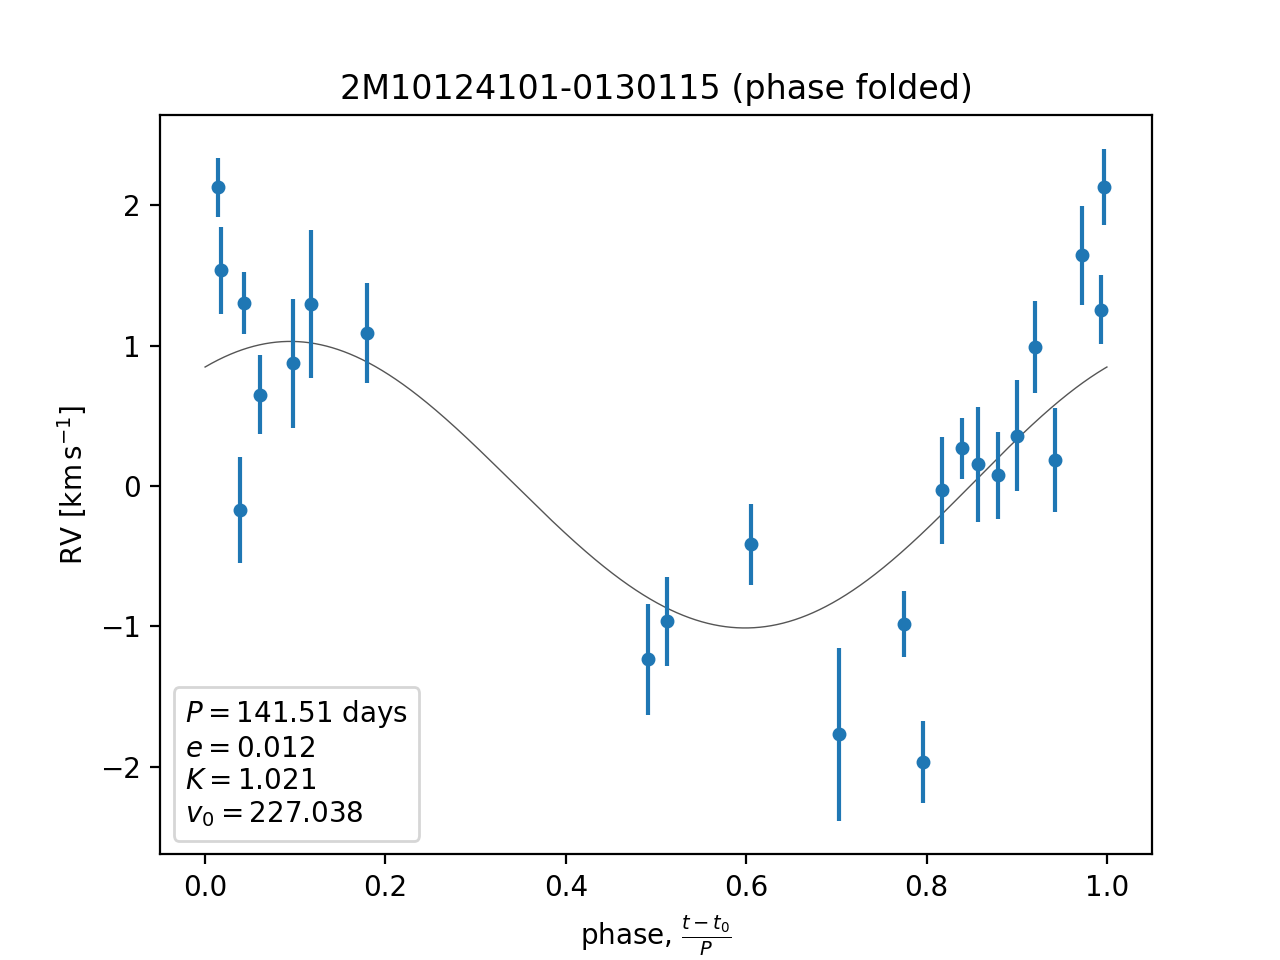 2M10124101-0130115 (phase folded)
RV [km s⁻¹]
2
1
0
−1
−2
P = 141.51 days
e = 0.012
K = 1.021
v₀ = 227.038
0.0 0.2 0.4 0.6 0.8 1.0
phase, (t − t₀)/P